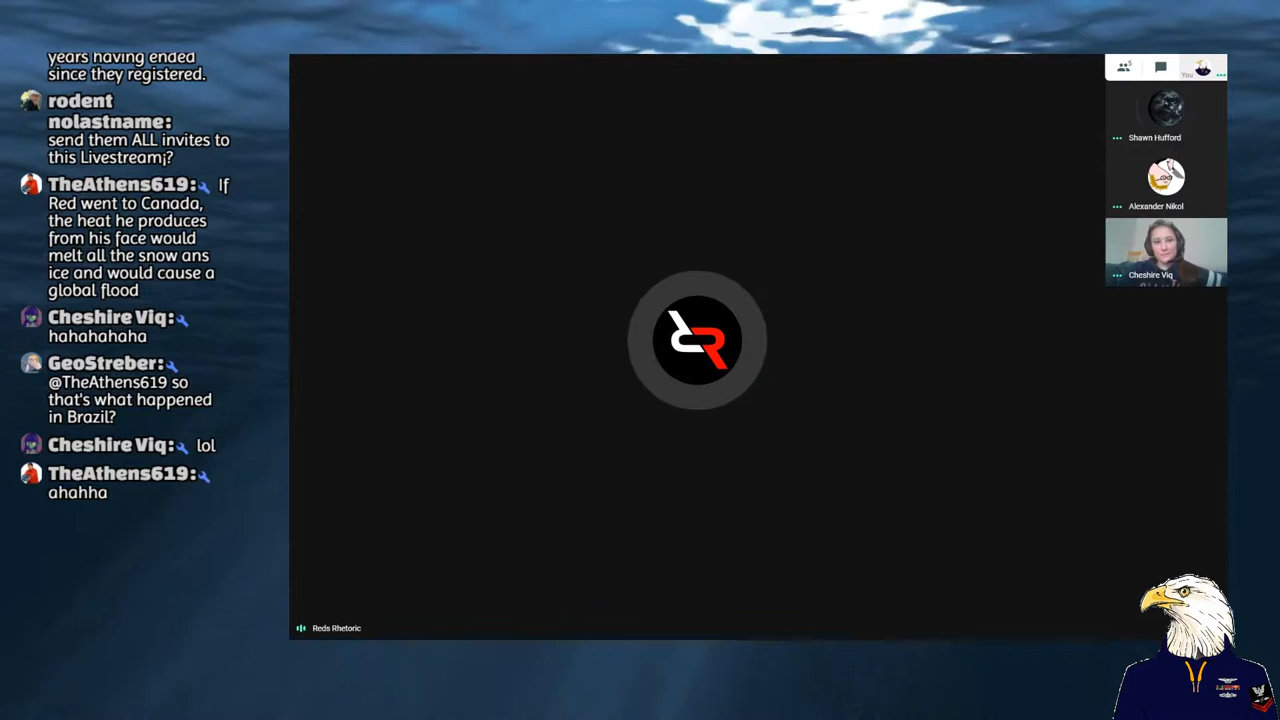 years having ended
since they registered.
rodent
nolastname:
send them ALL invites to
this Livestream¡?
TheAthens619: If
Red went to Canada,
the heat he produces
from his face would
melt all the snow ans
ice and would cause a
global flood
Cheshire Viq:
hahahahaha
GeoStreber:
@TheAthens619 so
that's what happened
in Brazil?
Cheshire Viq: lol
TheAthens619:
ahahha
5
You
Shawn Hufford
Alexander Nikol
Cheshire Viq
Reds Rhetoric